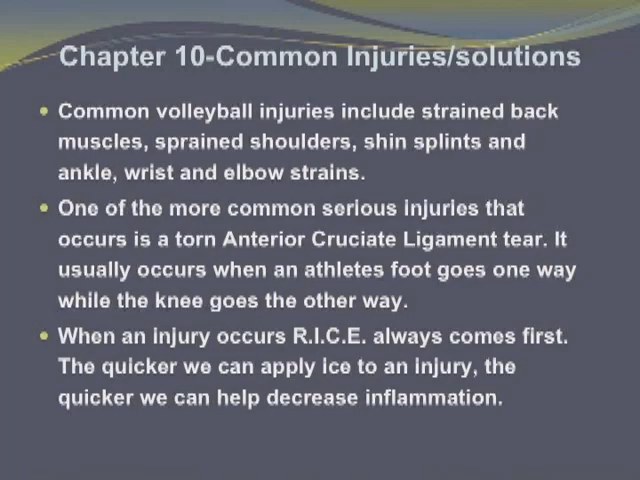 Chapter 10-Common Injuries/solutions
Common volleyball injuries include strained back
muscles, sprained shoulders, shin splints and
ankle, wrist and elbow strains.
One of the more common serious injuries that
occurs is a torn Anterior Cruciate Ligament tear. It
usually occurs when an athletes foot goes one way
while the knee goes the other way.
When an injury occurs R.I.C.E. always comes first.
The quicker we can apply ice to an injury, the
quicker we can help decrease inflammation.